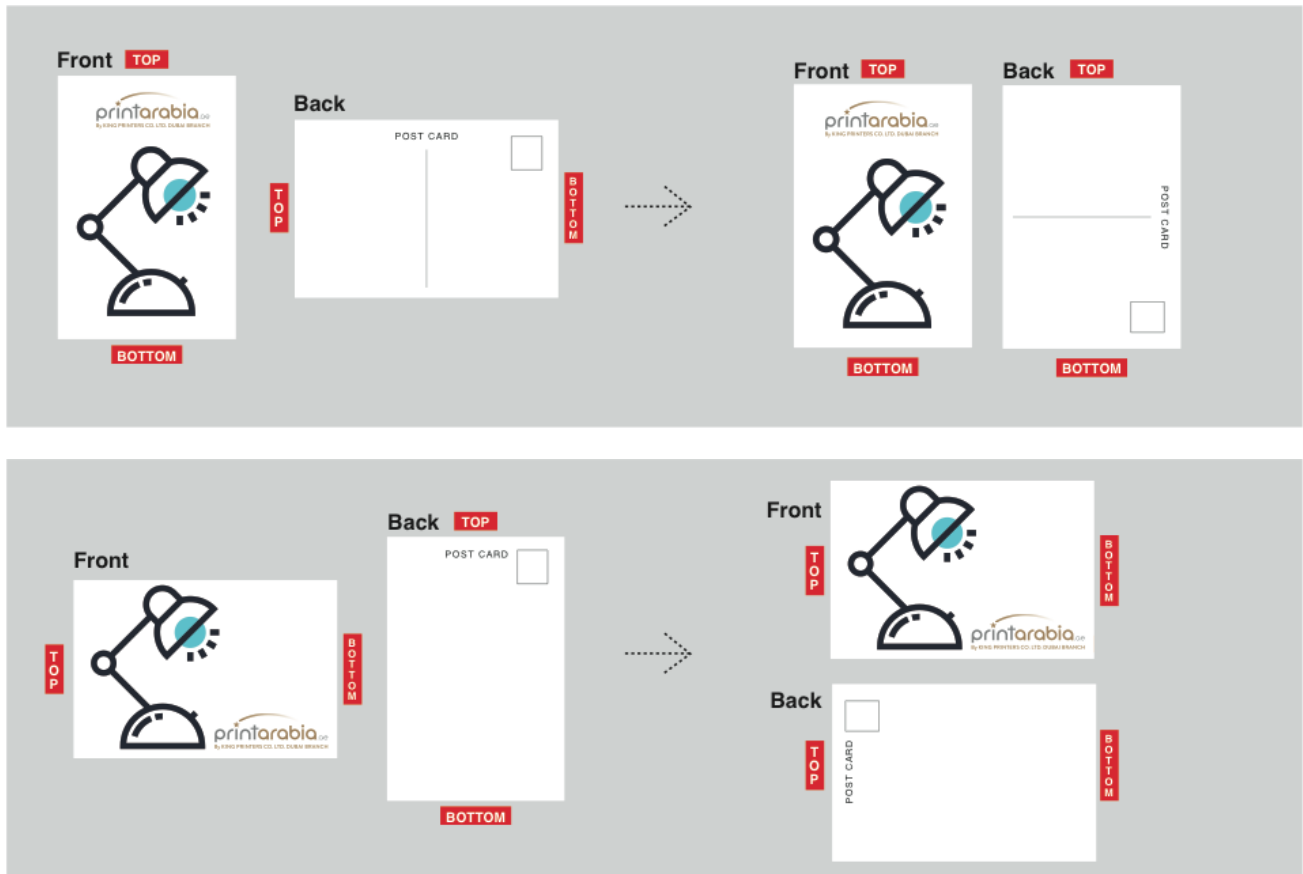 Front TOP
printarabia.ae
By KING PRINTERS CO. LTD. DUBAI BRANCH
BOTTOM
Back
POST CARD
TOP
BOTTOM
Front TOP
printarabia.ae
By KING PRINTERS CO. LTD. DUBAI BRANCH
BOTTOM
Back TOP
POST CARD
BOTTOM
Front
TOP
BOTTOM
printarabia.ae
By KING PRINTERS CO. LTD. DUBAI BRANCH
Back TOP
POST CARD
BOTTOM
Front
TOP
BOTTOM
printarabia.ae
By KING PRINTERS CO. LTD. DUBAI BRANCH
Back
TOP
POST CARD
BOTTOM